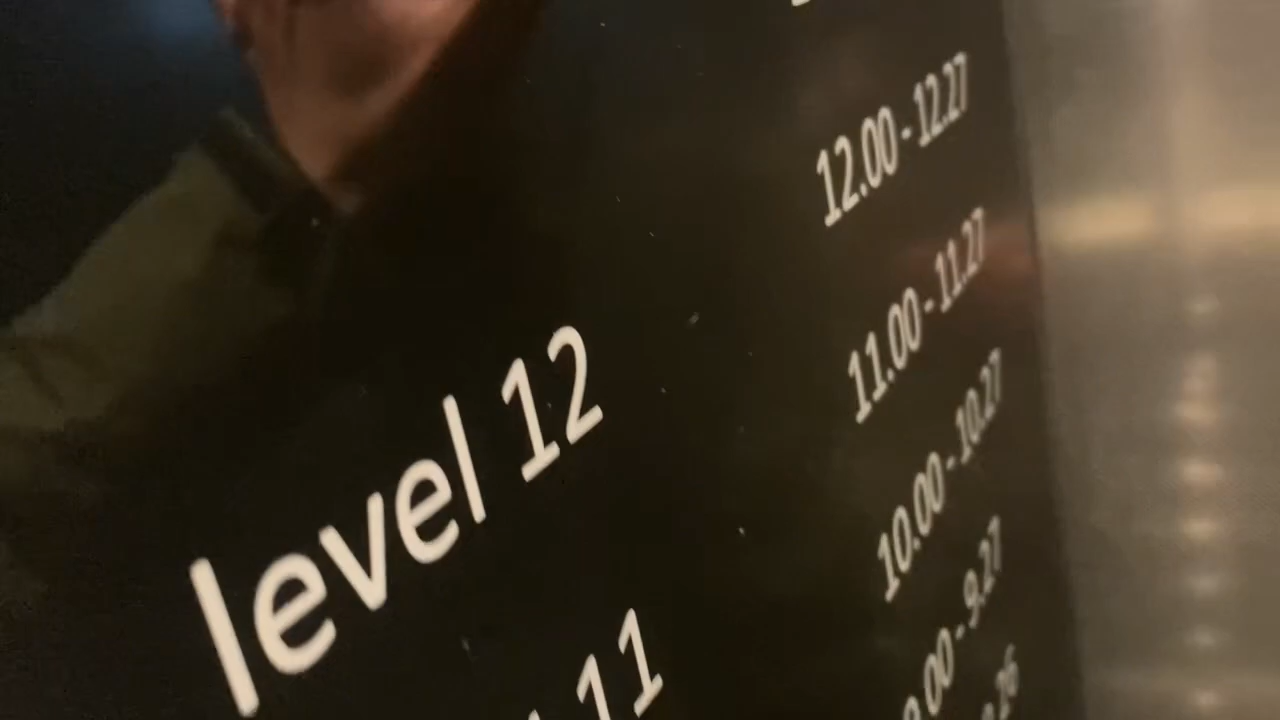 level 12 12.00 - 12.27
11 11.00 - 11.27
10.00 - 10.27
9.27